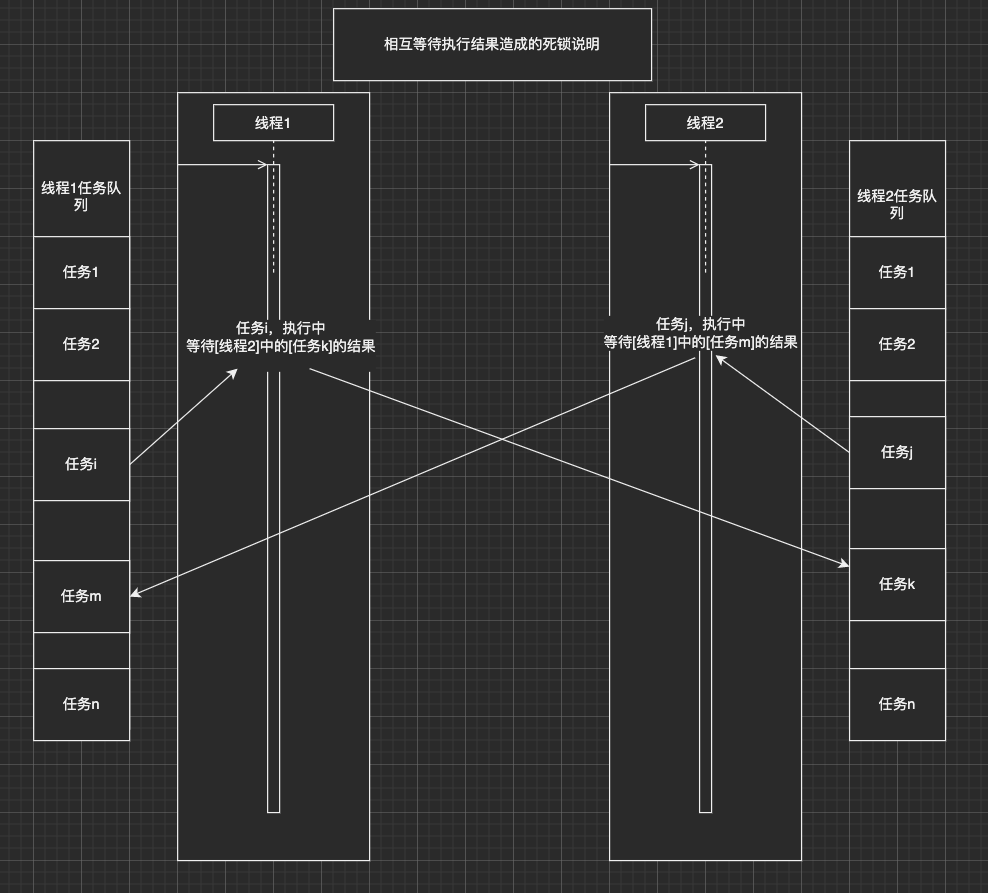 相互等待执行结果造成的死锁说明
线程1
线程2
线程1任务队
列
任务1
任务2
任务i
任务m
任务n
任务i，执行中
等待[线程2]中的[任务k]的结果
任务j，执行中
等待[线程1]中的[任务m]的结果
线程2任务队
列
任务1
任务2
任务j
任务k
任务n